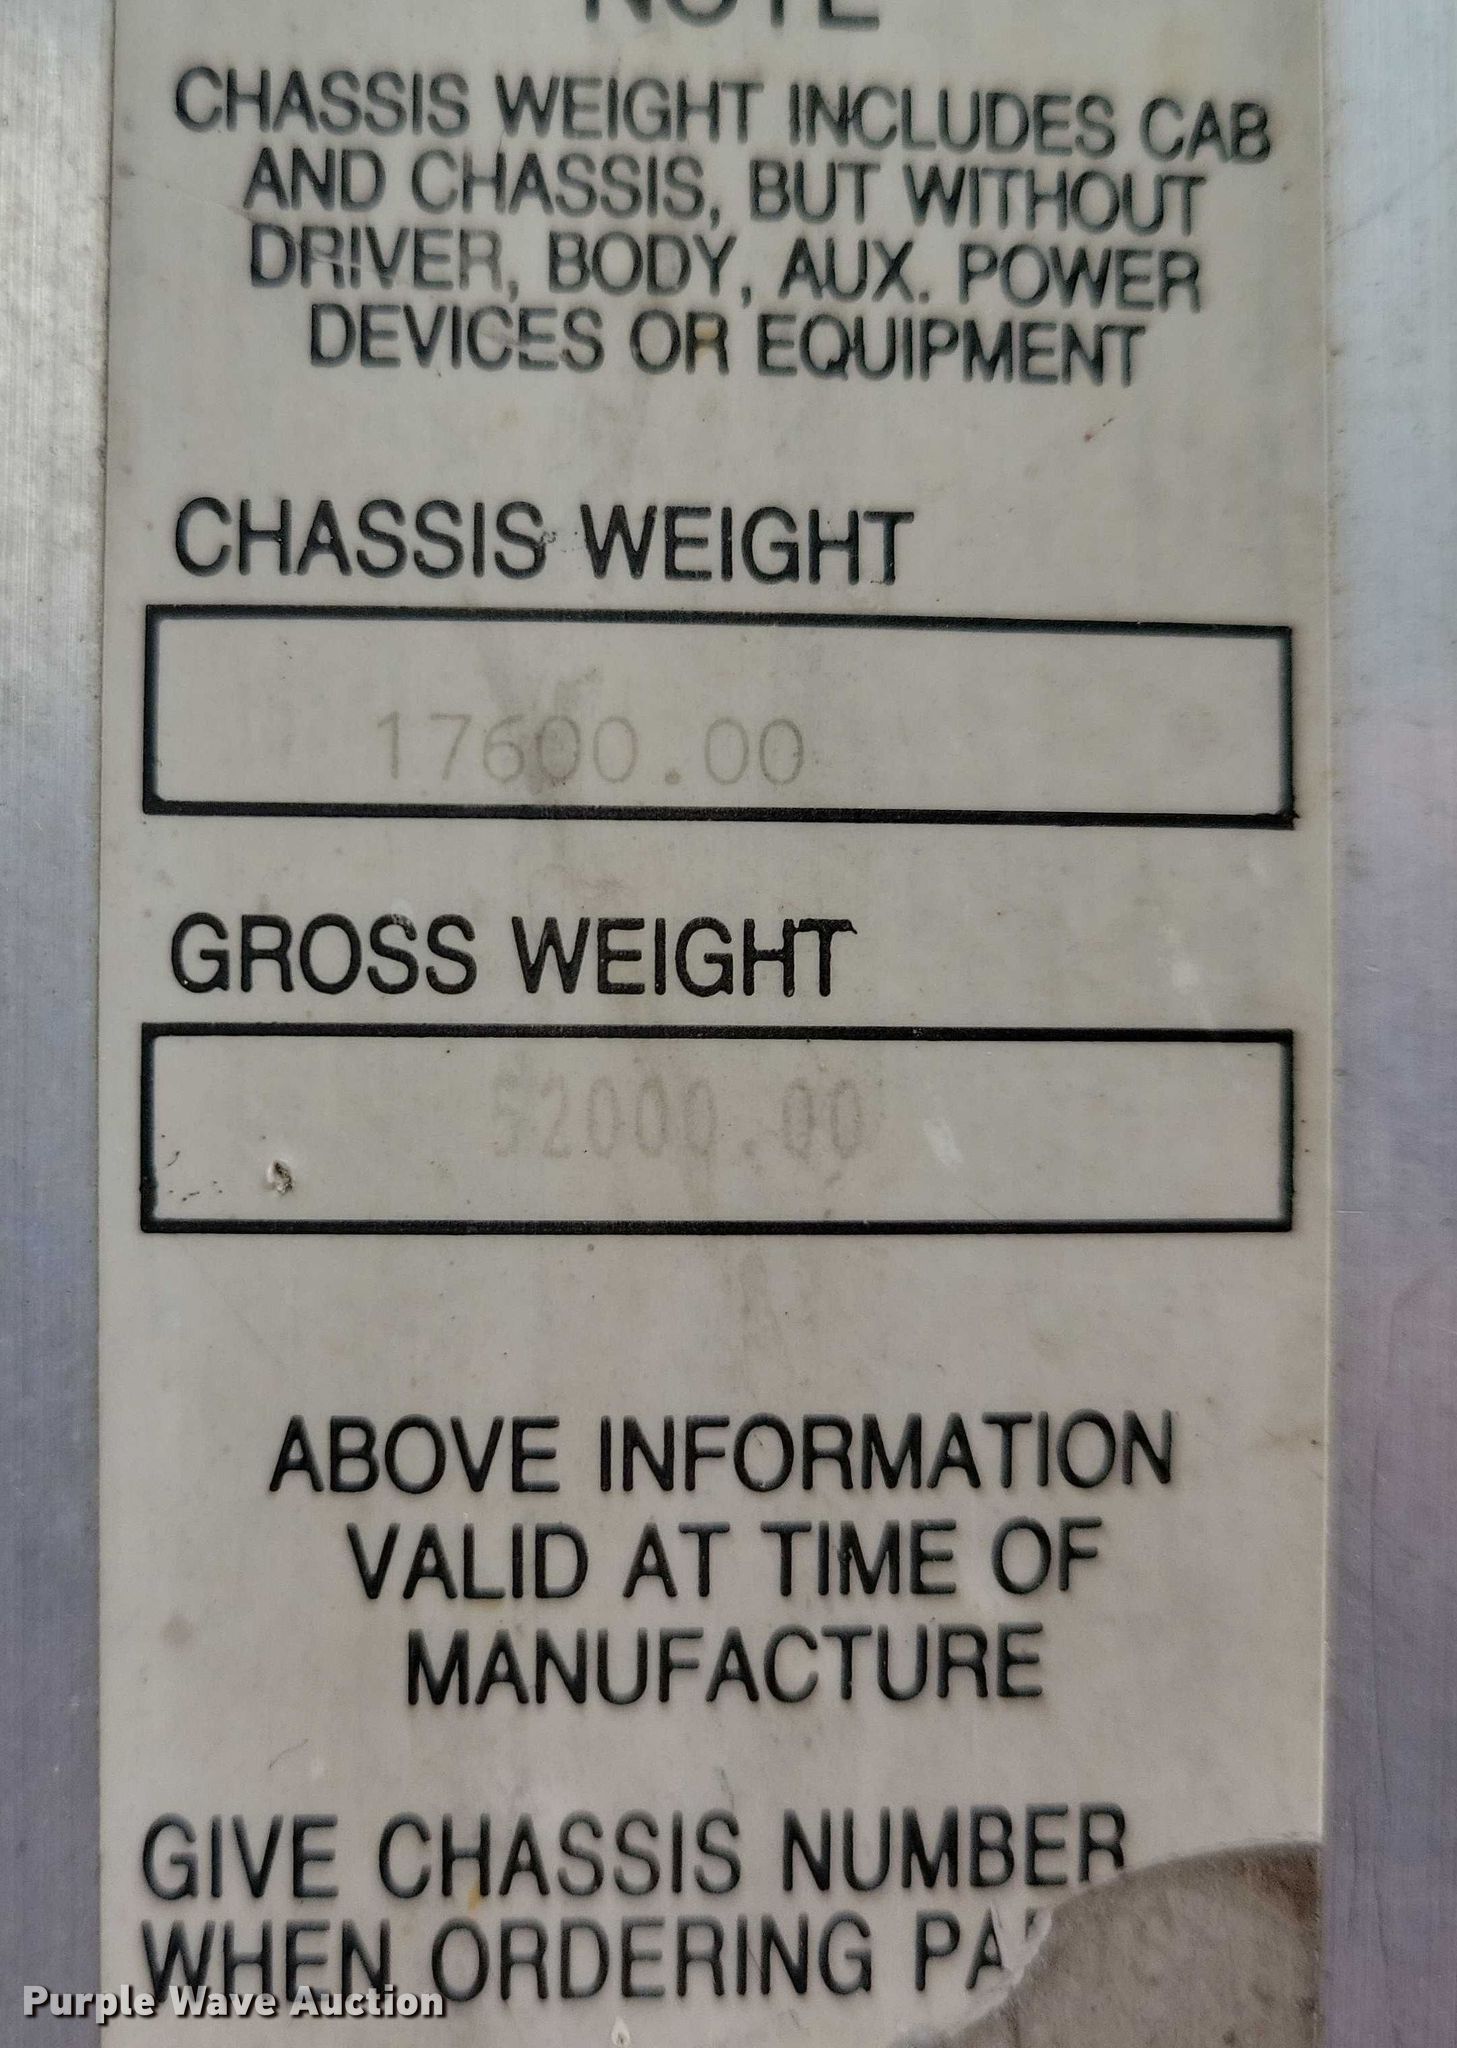 NOTE
CHASSIS WEIGHT INCLUDES CAB
AND CHASSIS, BUT WITHOUT
DRIVER, BODY, AUX. POWER
DEVICES OR EQUIPMENT
CHASSIS WEIGHT
17600.00
GROSS WEIGHT
52000.00
ABOVE INFORMATION
VALID AT TIME OF
MANUFACTURE
GIVE CHASSIS NUMBER
WHEN ORDERING
Purple Wave Auction